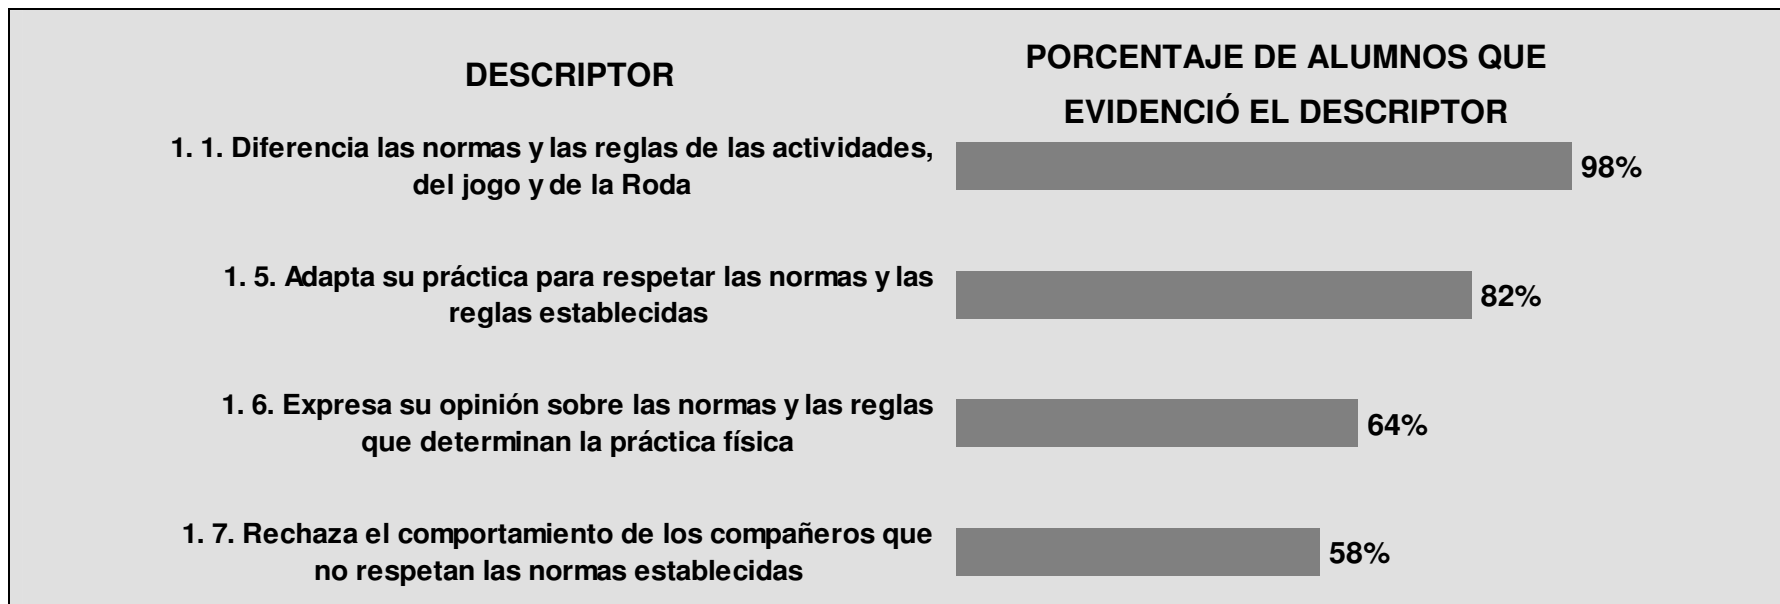 DESCRIPTOR
PORCENTAJE DE ALUMNOS QUE
EVIDENCIÓ EL DESCRIPTOR
1. 1. Diferencia las normas y las reglas de las actividades,
del jogo y de la Roda
98%
1. 5. Adapta su práctica para respetar las normas y las
reglas establecidas
82%
1. 6. Expresa su opinión sobre las normas y las reglas
que determinan la práctica física
64%
1. 7. Rechaza el comportamiento de los compañeros que
no respetan las normas establecidas
58%